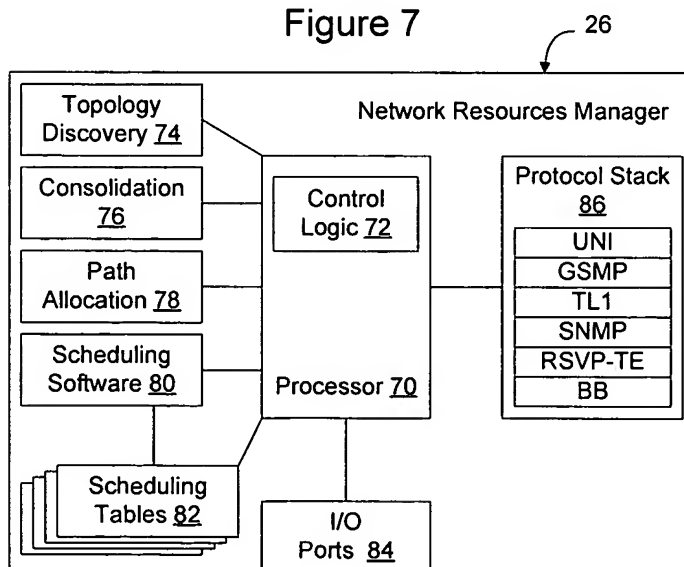 Figure 7
26
Network Resources Manager
Topology
Discovery 74
Consolidation
76
Path
Allocation 78
Scheduling
Software 80
Scheduling
Tables 82
Control
Logic 72
Processor 70
I/O
Ports 84
Protocol Stack
86
UNI
GSMP
TL1
SNMP
RSVP-TE
BB